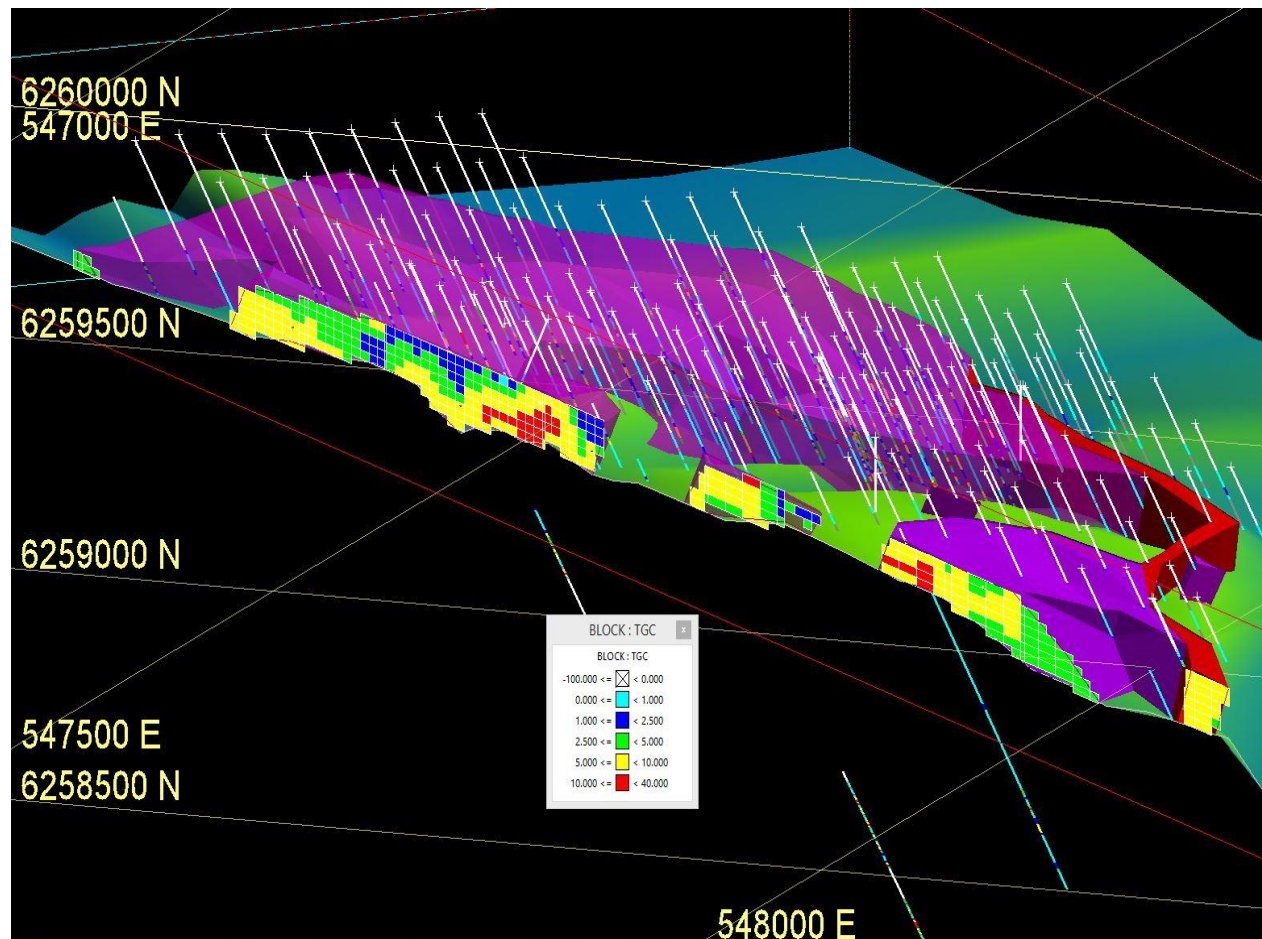 6260000 N
547000 E
6259500 N
6259000 N
547500 E
6258500 N
548000 E
BLOCK : TGC x
BLOCK : TGC
-100.000 <= < 0.000
0.000 <= < 1.000
1.000 <= < 2.500
2.500 <= < 5.000
5.000 <= < 10.000
10.000 <= < 40.000